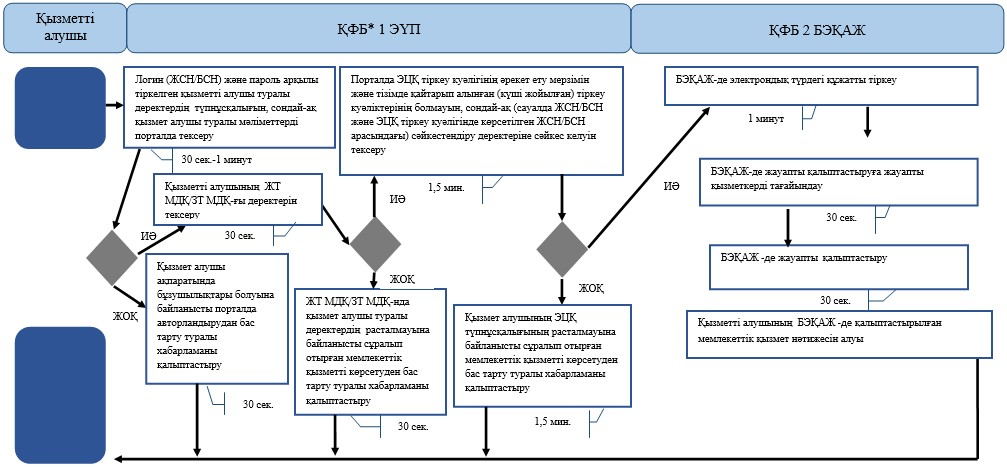 Қызметті
алушы
ҚФБ* 1 ЭҮП
ҚФБ 2 БЭҚАЖ
Логин (ЖСН/БСН) және пароль арқылы
тіркелген қызметті алушы туралы
деректердің түпнұсқалығын, сондай-ақ
қызмет алушы туралы мәліметтерді
порталда тексеру
30 сек.-1 минут
Порталда ЭЦҚ тіркеу куәлігінің әрекет ету мерзімін
және тізімде қайтарып алынған (күші жойылған) тіркеу
куәліктерінің болмауын, сондай-ақ (сауалда ЖСН/БСН
және ЭЦҚ тіркеу куәлігінде көрсетілген ЖСН/БСН
арасындағы) сәйкестендіру деректеріне сәйкес келуін
тексеру
1,5 мин.
БЭҚАЖ-де электрондық түрдегі құжатты тіркеу
1 минут
БЭҚАЖ-де жауапты қалыптастыруға жауапты
қызметкерді тағайындау
30 сек.
БЭҚАЖ -де жауапты қалыптастыру
30 сек.
Қызметті алушының БЭҚАЖ -де қалыптастырылған
мемлекеттік қызмет нәтижесін алуы
Қызметті алушының ЖТ
МДҚ/ЗТ МДҚ-ғы деректерін
тексеру
30 сек.
ИӘ
ИӘ
ИӘ
ЖОҚ
ЖОҚ
ЖОҚ
Қызмет алушы
ақпаратында
бұзушылықтары болуына
байланысты порталда
авторландырудан бас
тарту туралы
хабарламаны
қалыптастыру
30 сек.
ЖТ МДҚ/ЗТ МДҚ-нда
қызмет алушы туралы
деректердің расталмауына
байланысты сұралып
отырған мемлекеттік
қызметті көрсетуден бас
тарту туралы хабарламаны
қалыптастыру
30 сек.
Қызмет алушының ЭЦҚ
түпнұсқалығының расталмауына
байланысты сұралып отырған
мемлекеттік қызметті көрсетуден
бас тарту туралы хабарламаны
қалыптастыру
1,5 мин.